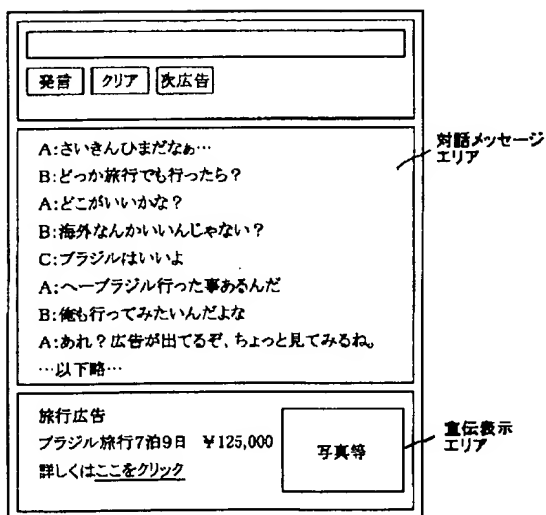 発言 クリア 次広告
対話メッセージ
エリア
A:さいきんひまだなぁ…
B:どっか旅行でも行ったら?
A:どこがいいかな?
B:海外なんかいいんじゃない?
C:ブラジルはいいよ
A:へーブラジル行った事あるんだ
B:俺も行ってみたいんだよな
A:あれ?広告が出てるぞ、ちょっと見てみるね。
…以下略…
旅行広告
ブラジル旅行7泊9日 ¥125,000
詳しくはここをクリック
写真等
宣伝表示
エリア